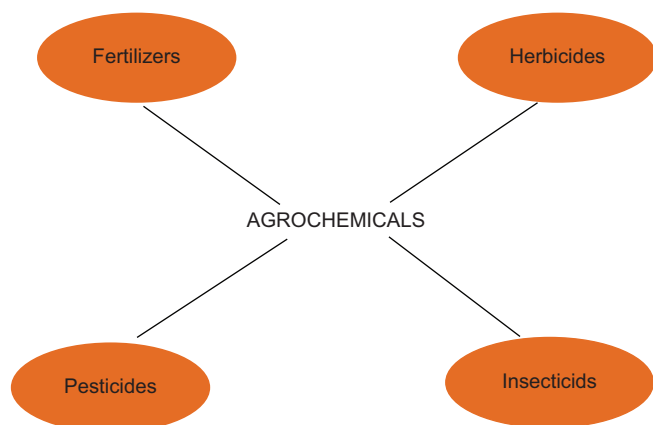 Fertilizers
Herbicides
AGROCHEMICALS
Pesticides
Insecticids